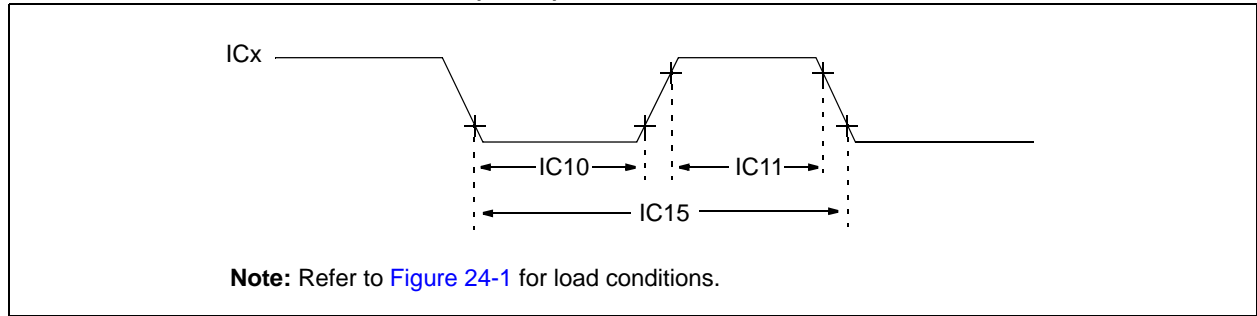 ICx
IC10
IC11
IC15
Note: Refer to Figure 24-1 for load conditions.